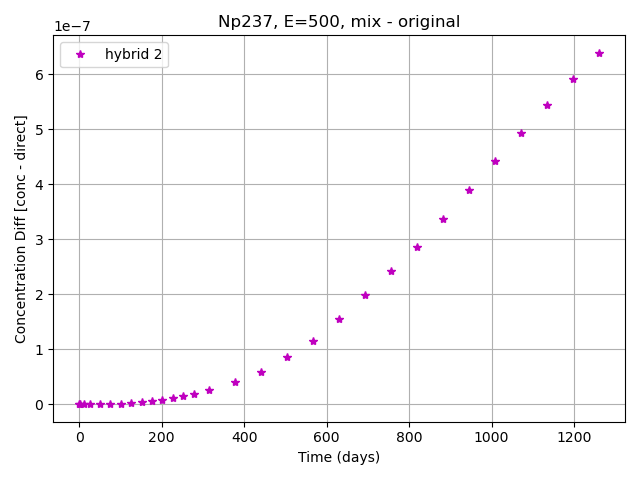 Np237, E=500, mix - original
1e−7
hybrid 2
6
5
4
3
2
1
0
Concentration Diff [conc - direct]
0 200 400 600 800 1000 1200
Time (days)